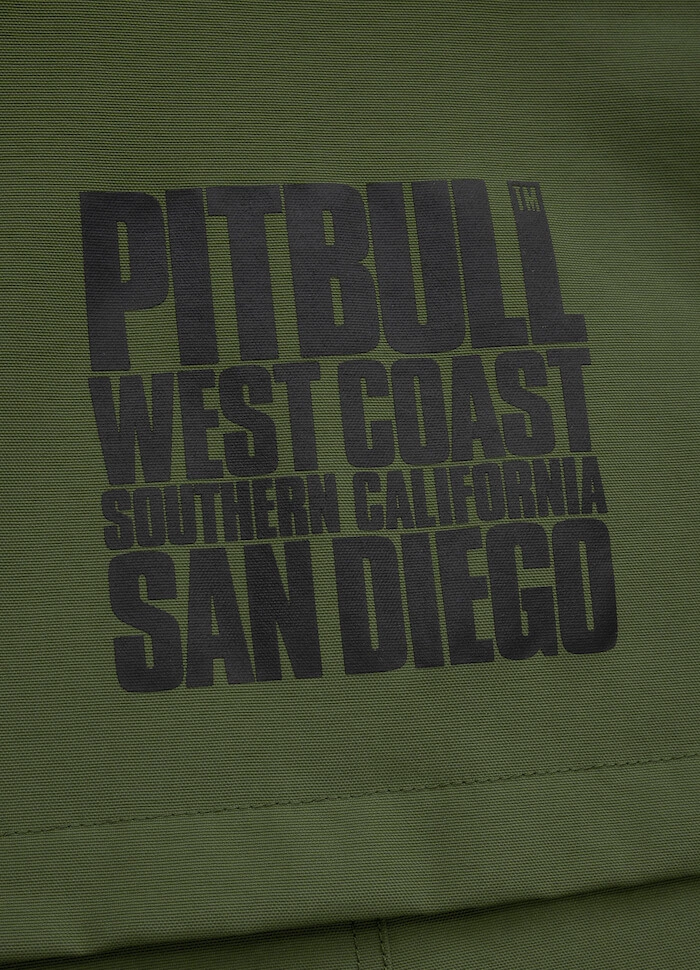 PITBULL™
WEST COAST
SOUTHERN CALIFORNIA
SAN DIEGO